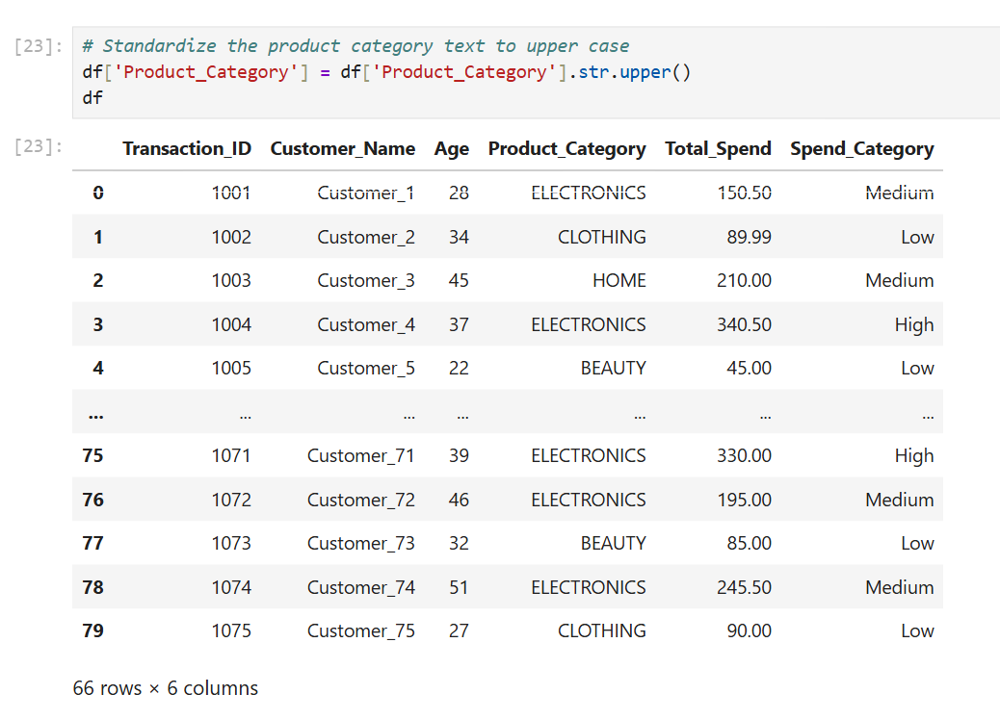 [23]: # Standardize the product category text to upper case
df['Product_Category'] = df['Product_Category'].str.upper()
df
[23]: Transaction_ID Customer_Name Age Product_Category Total_Spend Spend_Category
0 1001 Customer_1 28 ELECTRONICS 150.50 Medium
1 1002 Customer_2 34 CLOTHING 89.99 Low
2 1003 Customer_3 45 HOME 210.00 Medium
3 1004 Customer_4 37 ELECTRONICS 340.50 High
4 1005 Customer_5 22 BEAUTY 45.00 Low
... ... ... ... ... ... ...
75 1071 Customer_71 39 ELECTRONICS 330.00 High
76 1072 Customer_72 46 ELECTRONICS 195.00 Medium
77 1073 Customer_73 32 BEAUTY 85.00 Low
78 1074 Customer_74 51 ELECTRONICS 245.50 Medium
79 1075 Customer_75 27 CLOTHING 90.00 Low
66 rows × 6 columns